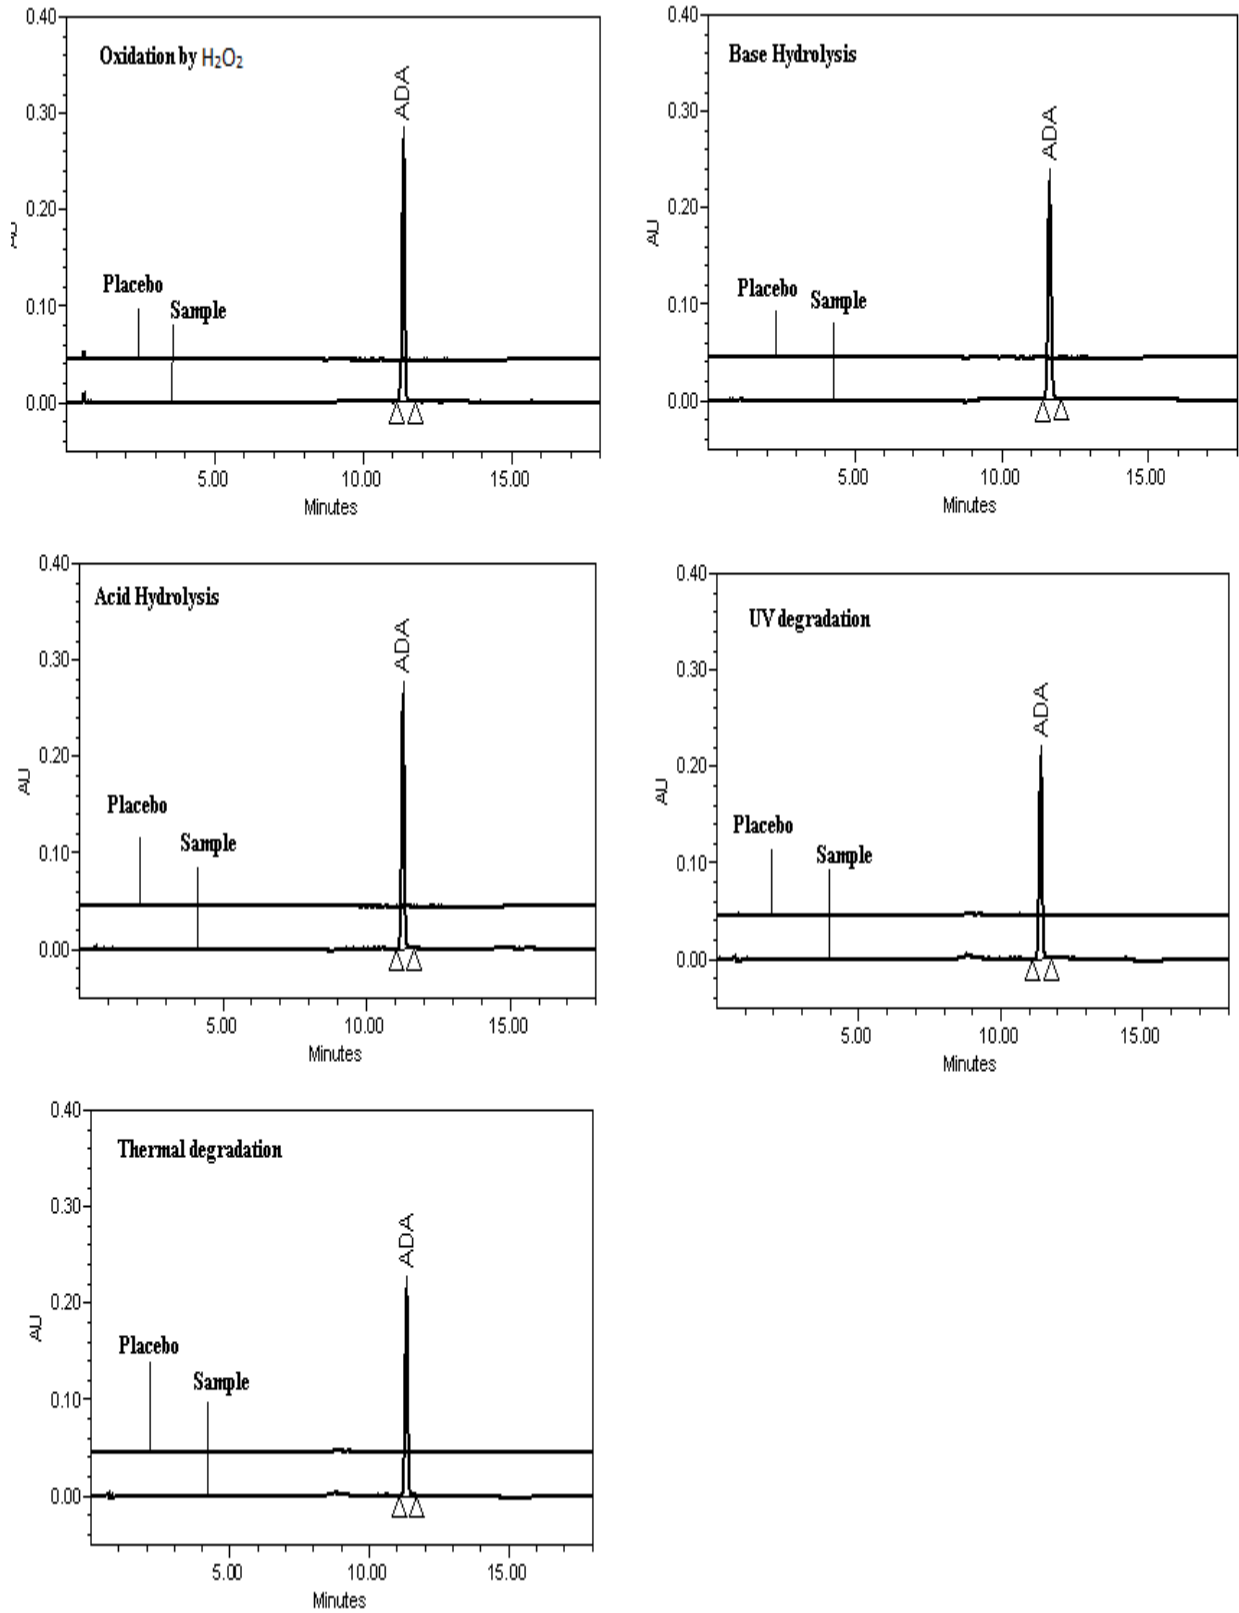 0.40
Oxidation by H₂O₂
0.30
ADA
0.20
AU
Placebo
Sample
0.10
0.00
5.00 10.00 15.00
Minutes
0.40
Base Hydrolysis
0.30
ADA
0.20
AU
Placebo
Sample
0.10
0.00
5.00 10.00 15.00
Minutes
0.40
Acid Hydrolysis
0.30
ADA
0.20
AU
Placebo
Sample
0.10
0.00
5.00 10.00 15.00
Minutes
0.40
UV degradation
0.30
ADA
0.20
AU
Placebo
Sample
0.10
0.00
5.00 10.00 15.00
Minutes
0.40
Thermal degradation
0.30
ADA
0.20
AU
Placebo
Sample
0.10
0.00
5.00 10.00 15.00
Minutes